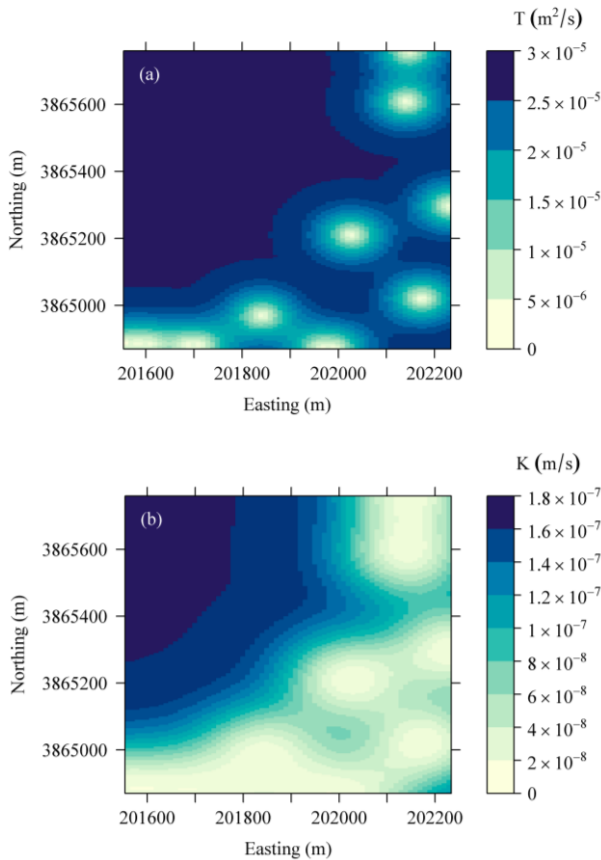 T (m²/s)
(a)
3 × 10⁻⁵
2.5 × 10⁻⁵
2 × 10⁻⁵
1.5 × 10⁻⁵
1 × 10⁻⁵
5 × 10⁻⁶
0
3865600
3865400
3865200
3865000
Northing (m)
201600 201800 202000 202200
Easting (m)
K (m/s)
(b)
1.8 × 10⁻⁷
1.6 × 10⁻⁷
1.4 × 10⁻⁷
1.2 × 10⁻⁷
1 × 10⁻⁷
8 × 10⁻⁸
6 × 10⁻⁸
4 × 10⁻⁸
2 × 10⁻⁸
0
3865600
3865400
3865200
3865000
Northing (m)
201600 201800 202000 202200
Easting (m)